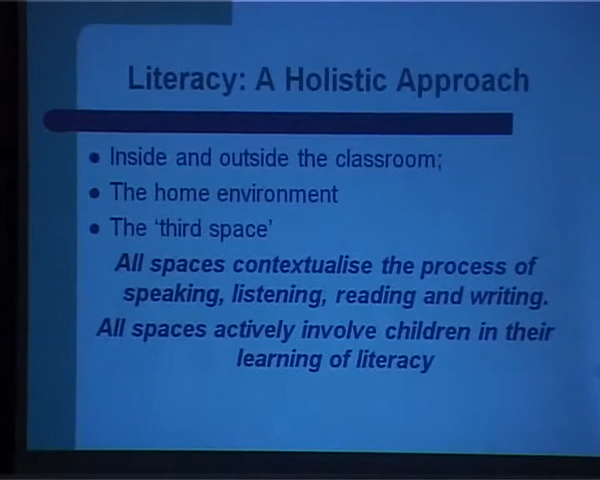 Literacy: A Holistic Approach
• Inside and outside the classroom;
• The home environment
• The ‘third space’
All spaces contextualise the process of
speaking, listening, reading and writing.
All spaces actively involve children in their
learning of literacy